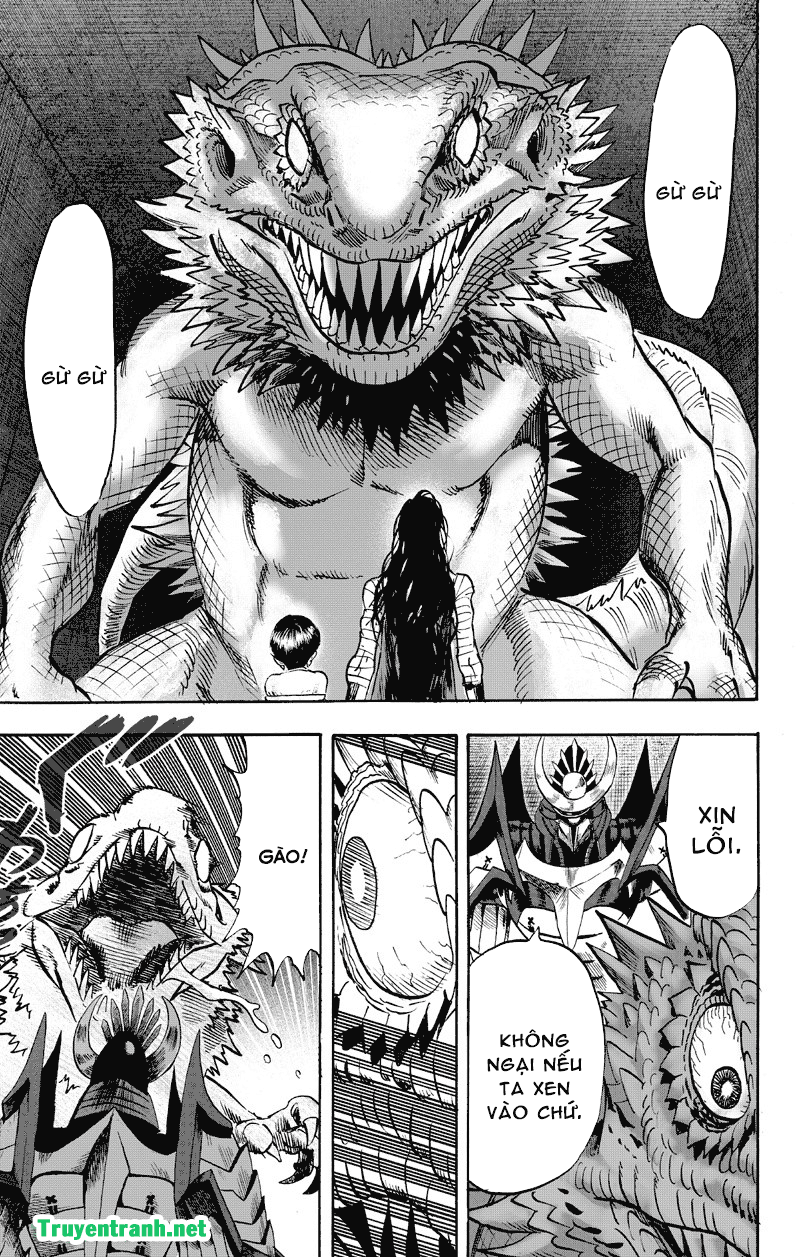 GỪ GỪ
GỪ GỪ
XIN
LỖI.
KHÔNG
NGẠI NẾU
TA XEN
VÀO CHỨ.
GÀO!
Truyentranh.net